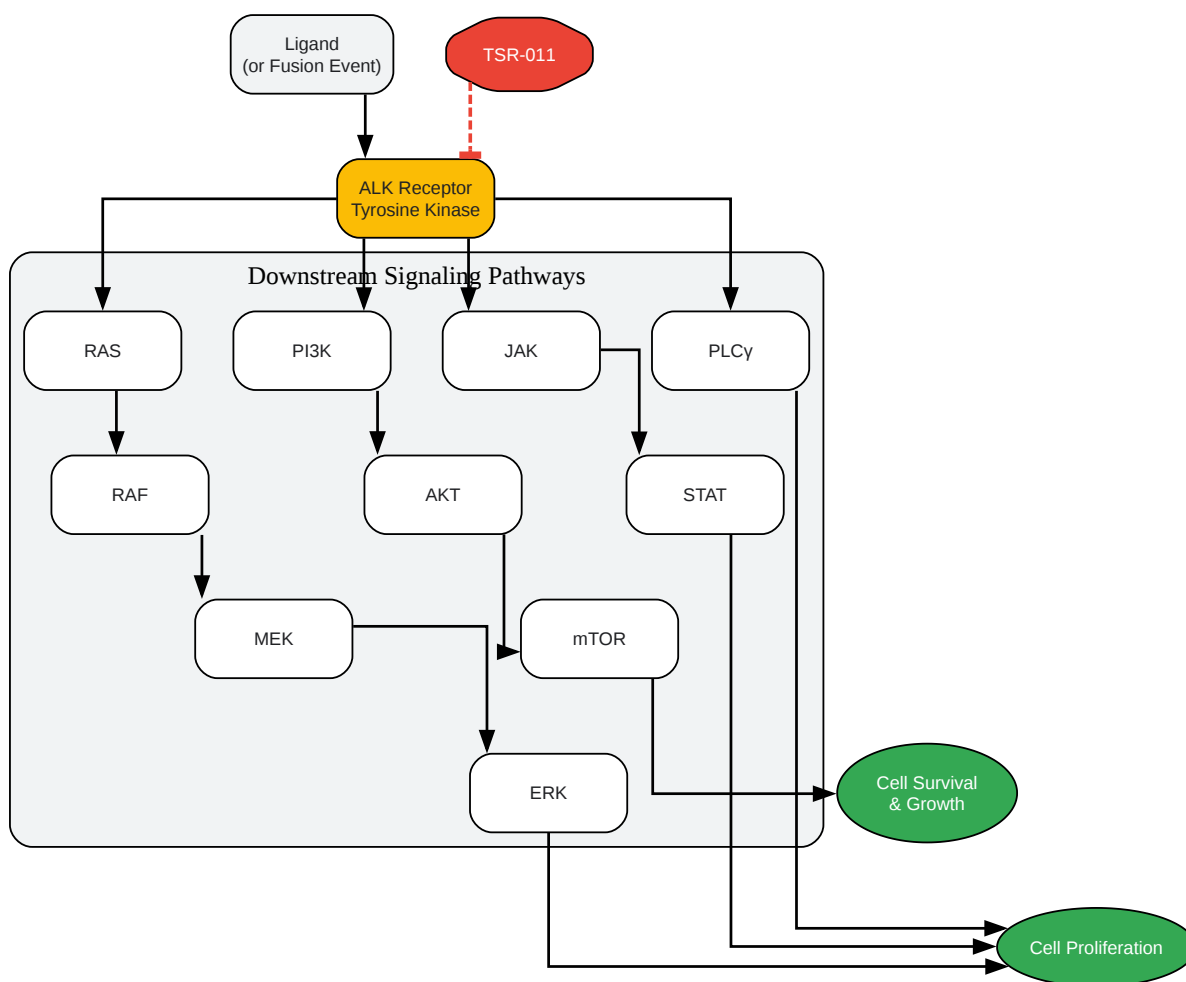 Ligand
(or Fusion Event)
TSR-011
ALK Receptor
Tyrosine Kinase
Downstream Signaling Pathways
RAS
PI3K
JAK
PLCγ
RAF
AKT
STAT
MEK
mTOR
ERK
Cell Survival
& Growth
Cell Proliferation